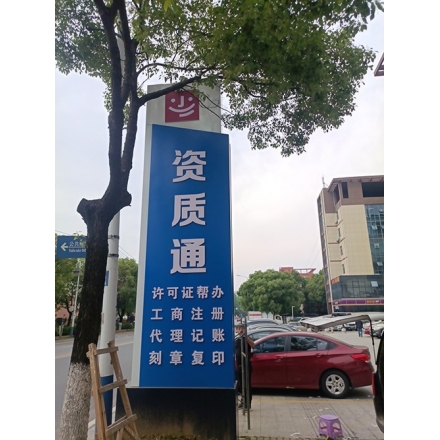 资质通
许可证帮办
工商注册
代理记账
刻章复印